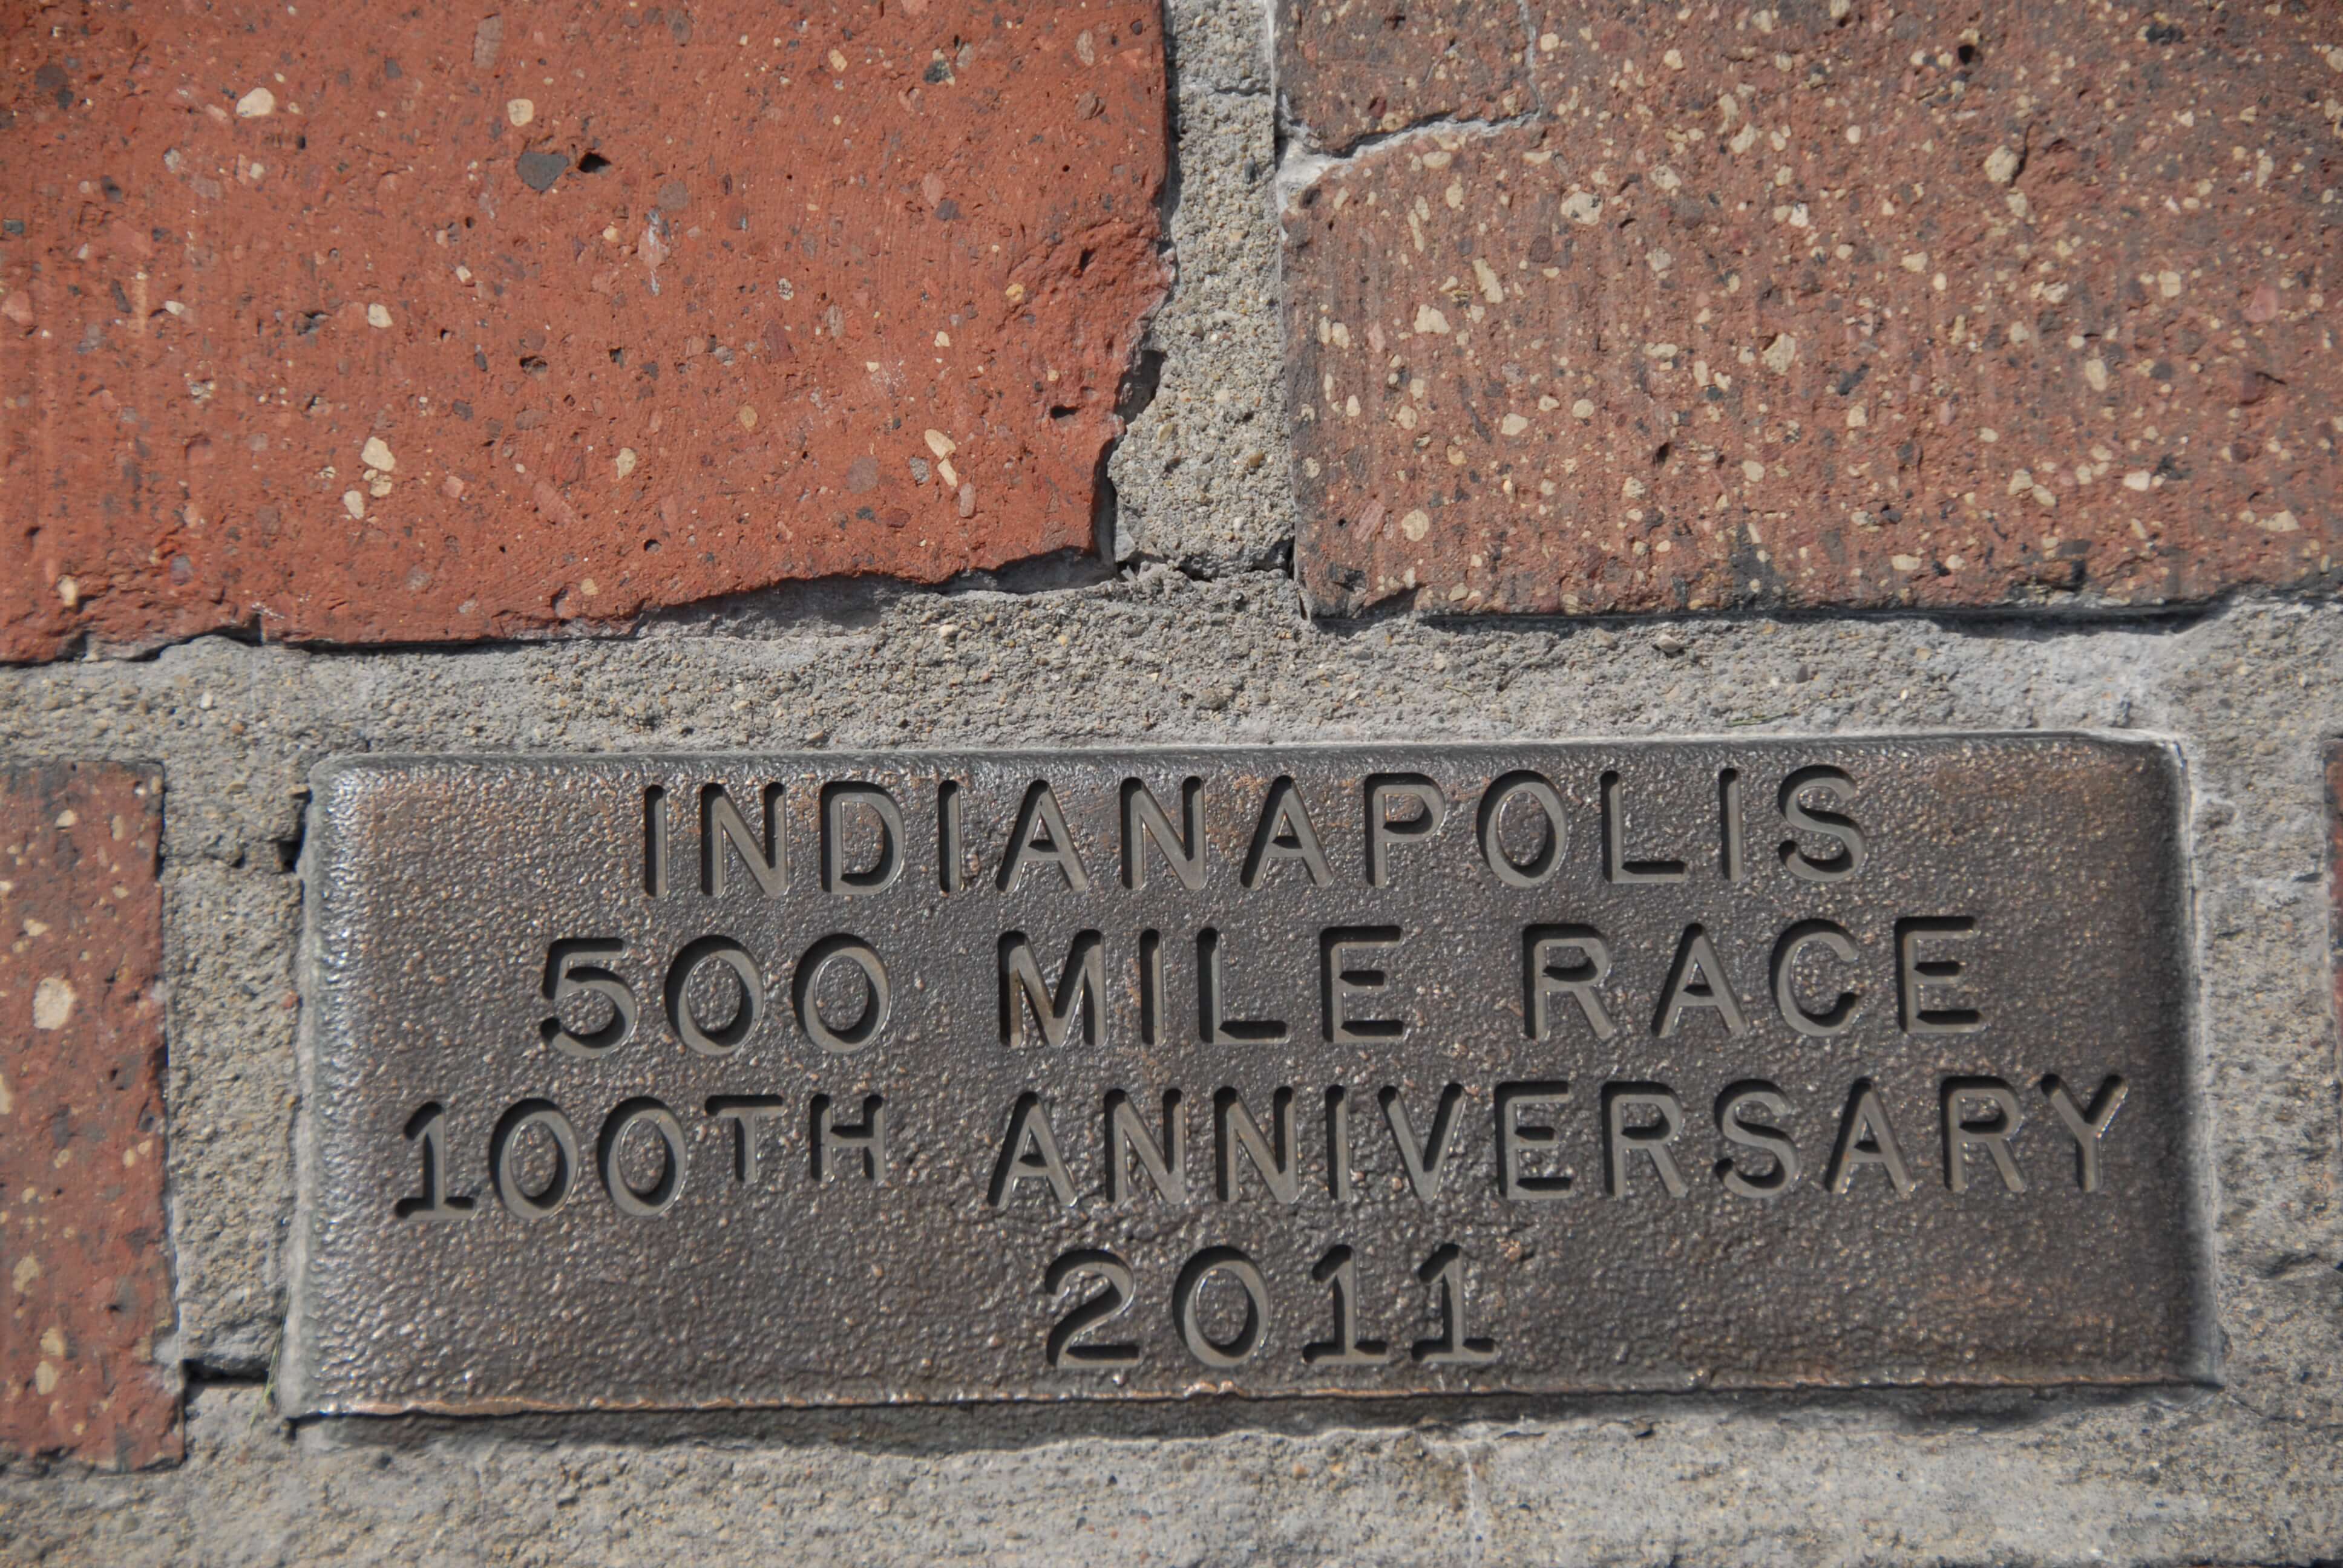 INDIANAPOLIS
500 MILE RACE
100TH ANNIVERSARY
2011